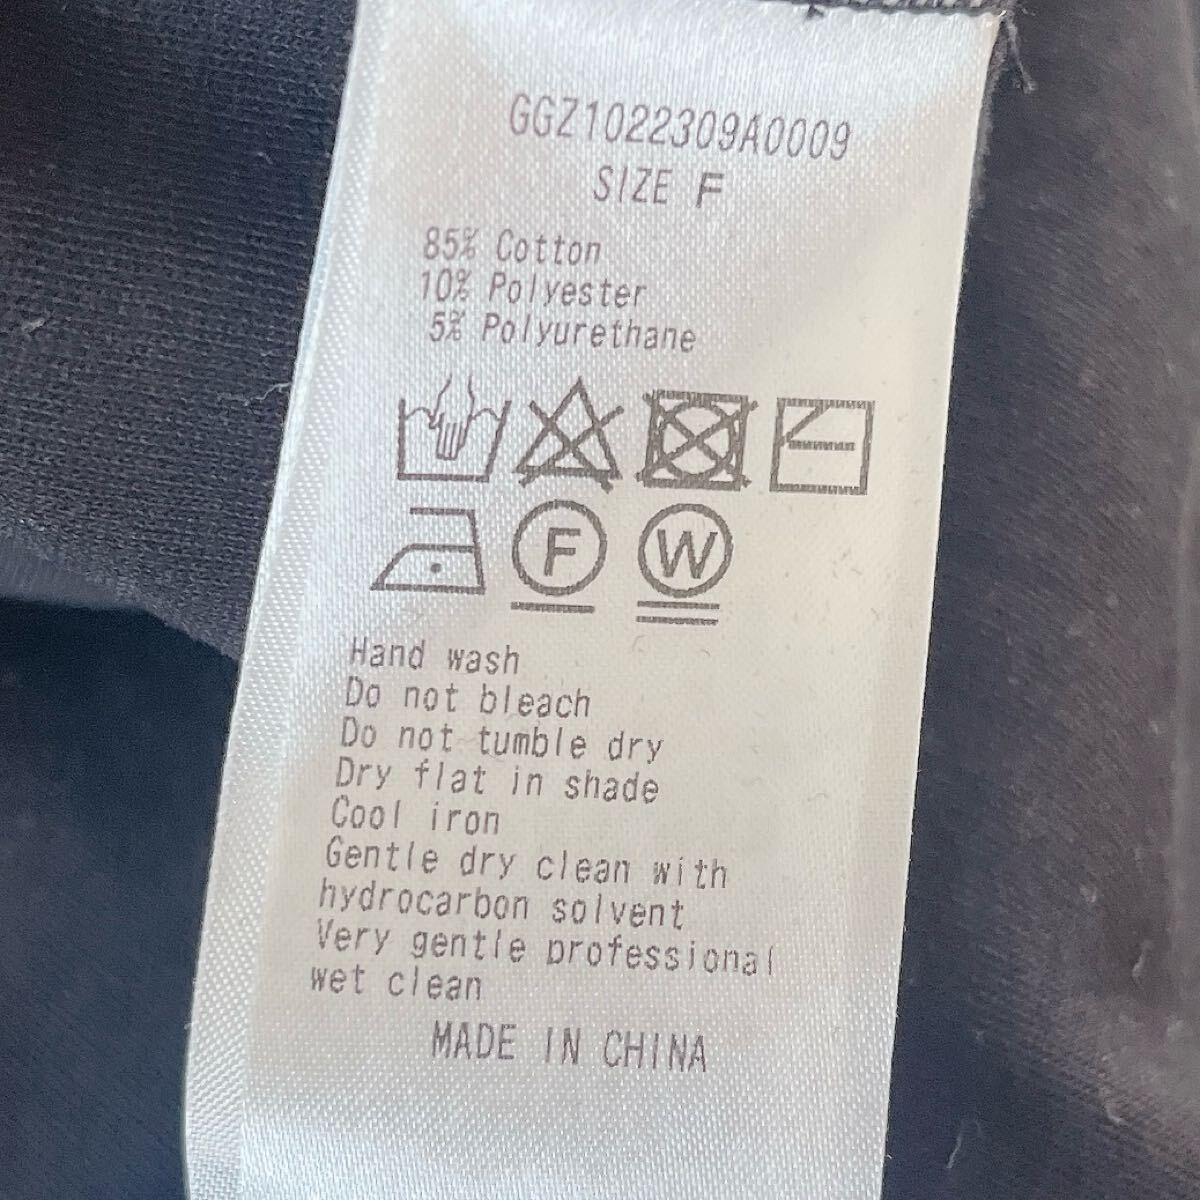 GGZ1022309A0009
SIZE F
85% Cotton
10% Polyester
5% Polyurethane
F W
Hand wash
Do not bleach
Do not tumble dry
Dry flat in shade
Cool iron
Gentle dry clean with
hydrocarbon solvent
Very gentle professional
wet clean
MADE IN CHINA